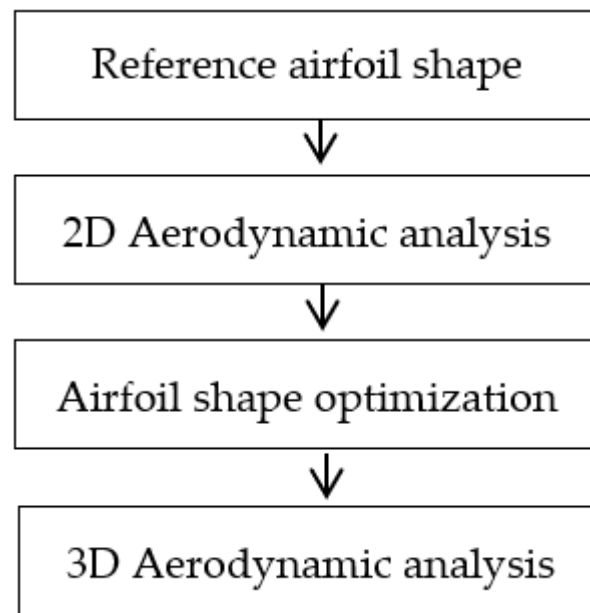 Reference airfoil shape
2D Aerodynamic analysis
Airfoil shape optimization
3D Aerodynamic analysis